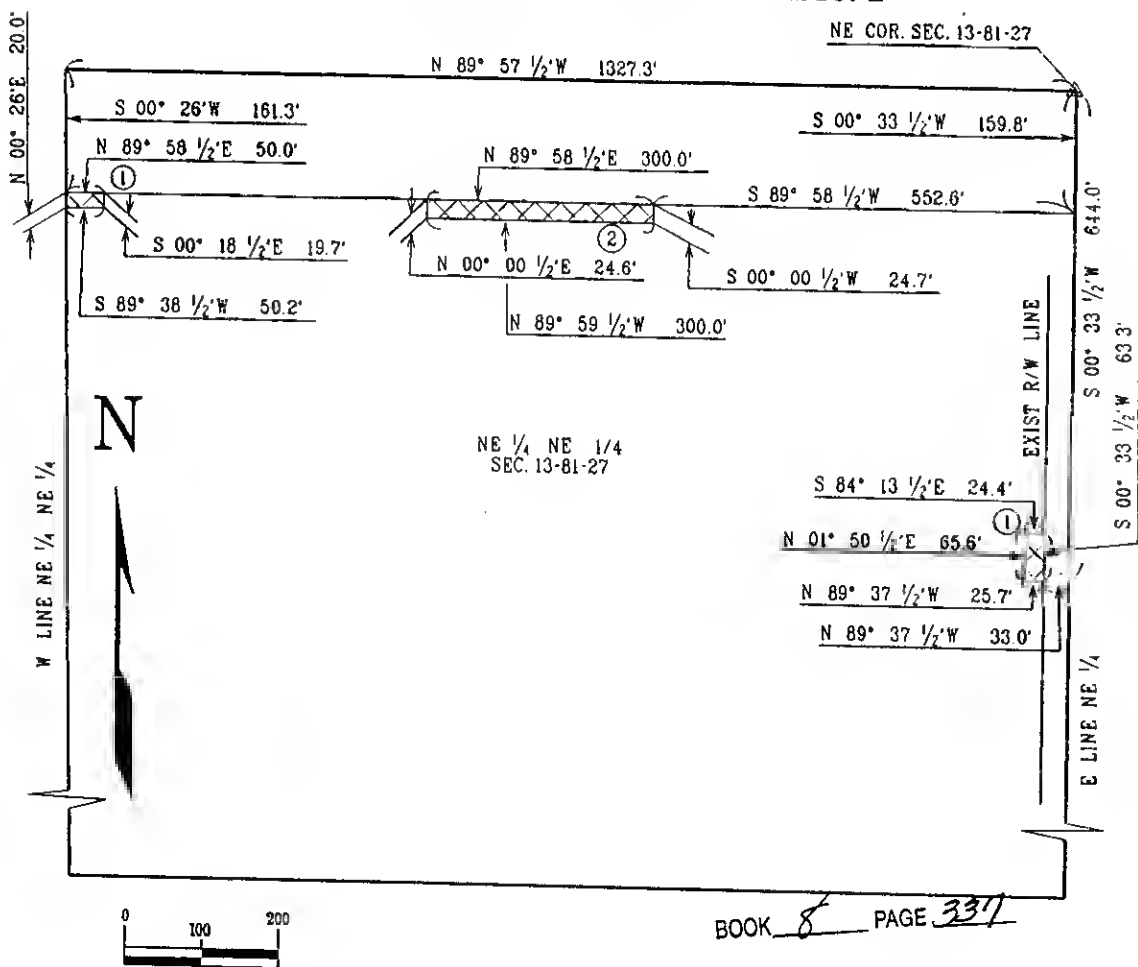 NE COR. SEC. 13-81-27
N 00° 26'E 20.0'
N 89° 57 1/2'W 1327.3'
S 00° 26'W 161.3'
S 00° 33 1/2'W 159.8'
N 89° 58 1/2'E 50.0'
1
N 89° 58 1/2'E 300.0'
S 89° 58 1/2'W 552.6'
S 00° 33 1/2'W 644.0'
2
S 00° 18 1/2'E 19.7'
N 00° 00 1/2'E 24.6'
S 00° 00 1/2'W 24.7'
S 89° 38 1/2'W 50.2'
N 89° 59 1/2'W 300.0'
EXIST R/W LINE
S 00° 33 1/2'W 63.3'
N
NE 1/4 NE 1/4
SEC. 13-81-27
W LINE NE 1/4 NE 1/4
S 84° 13 1/2'E 24.4'
1
N 01° 50 1/2'E 65.6'
N 89° 37 1/2'W 25.7'
N 89° 37 1/2'W 33.0'
E LINE NE 1/4
0 100 200
BOOK 8 PAGE 337